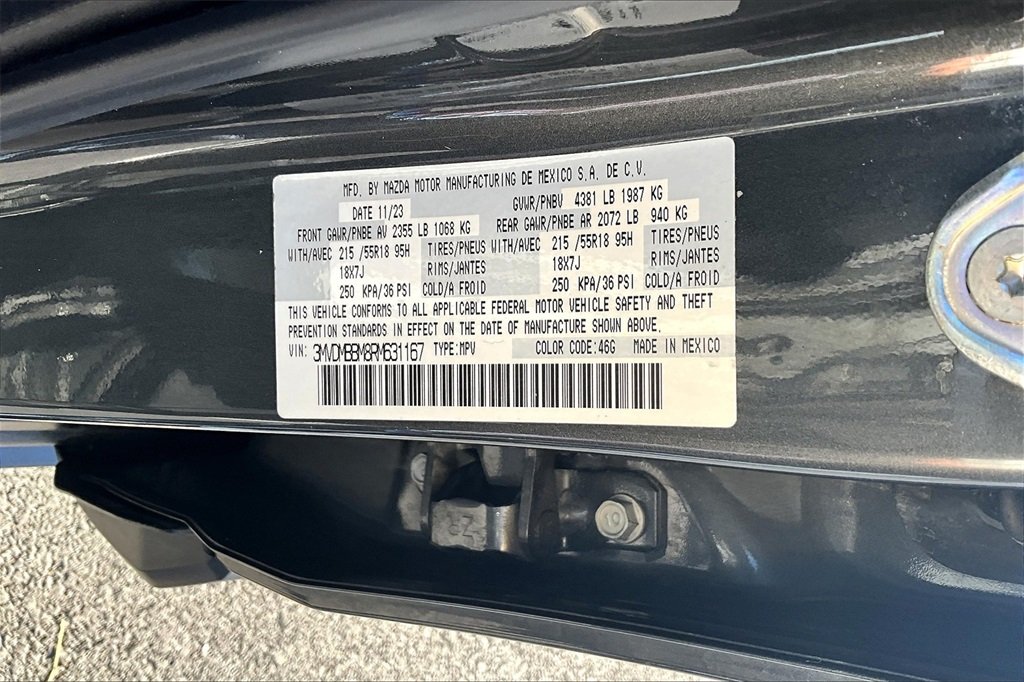 MFD. BY MAZDA MOTOR MANUFACTURING DE MEXICO S.A. DE C.V.
DATE 11/23 GVWR/PNBV 4381 LB 1987 KG
FRONT GAWR/PNBE AV 2355 LB 1068 KG REAR GAWR/PNBE AR 2072 LB 940 KG
WITH/AVEC 215 /55R18 95H TIRES/PNEUS WITH/AVEC 215 /55R18 95H TIRES/PNEUS
18X7J RIMS/JANTES 18X7J RIMS/JANTES
250 KPA/36 PSI COLD/A FROID 250 KPA/36 PSI COLD/A FROID
THIS VEHICLE CONFORMS TO ALL APPLICABLE FEDERAL MOTOR VEHICLE SAFETY AND THEFT
PREVENTION STANDARDS IN EFFECT ON THE DATE OF MANUFACTURE SHOWN ABOVE.
VIN: 3MVDMBBM8RM631167 TYPE:MPV COLOR CODE:46G MADE IN MEXICO